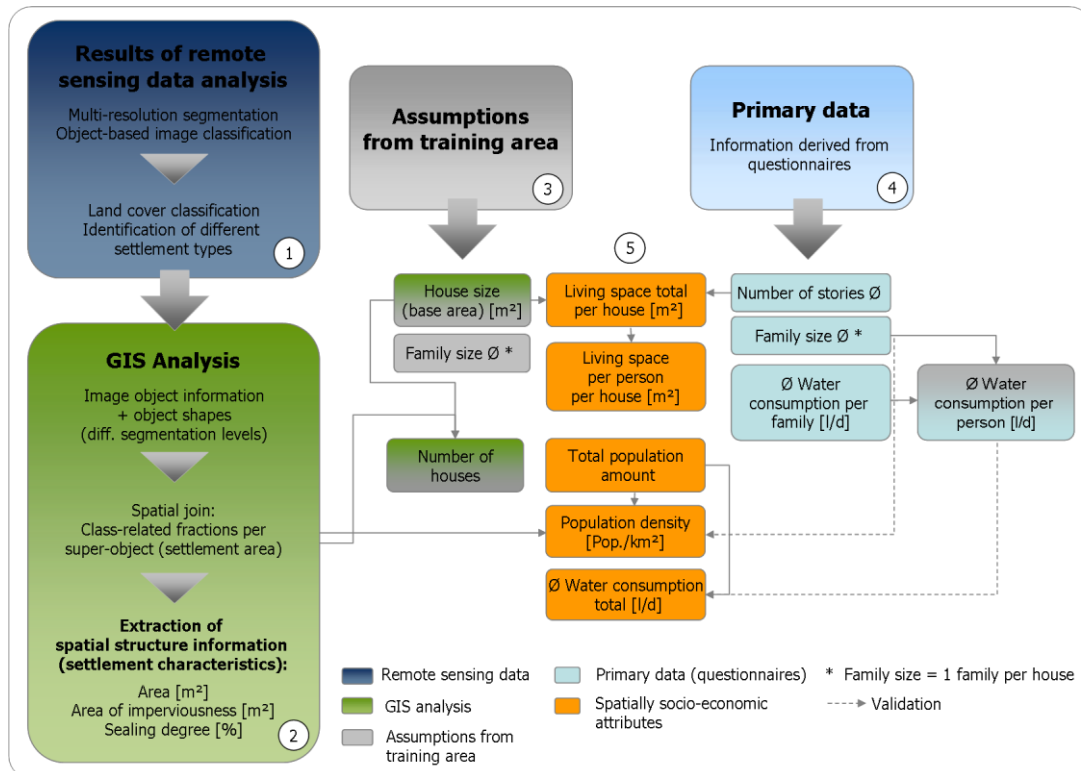 Results of remote
sensing data analysis
Multi-resolution segmentation
Object-based image classification
Land cover classification
Identification of different
settlement types
1
GIS Analysis
Image object information
+ object shapes
(diff. segmentation levels)
Spatial join:
Class-related fractions per
super-object (settlement area)
Extraction of
spatial structure information
(settlement characteristics):
Area [m²]
Area of imperviousness [m²]
Sealing degree [%]
2
Assumptions
from training area
3
Primary data
Information derived from
questionnaires
4
5
House size
(base area) [m²]
Family size Ø *
Number of
houses
Living space total
per house [m²]
Living space
per person
per house [m²]
Total population
amount
Population density
[Pop./km²]
Ø Water consumption
total [l/d]
Number of stories Ø
Family size Ø *
Ø Water
consumption per
family [l/d]
Ø Water
consumption per
person [l/d]
Remote sensing data
GIS analysis
Assumptions from
training area
Primary data (questionnaires)
Spatially socio-economic
attributes
* Family size = 1 family per house
Validation